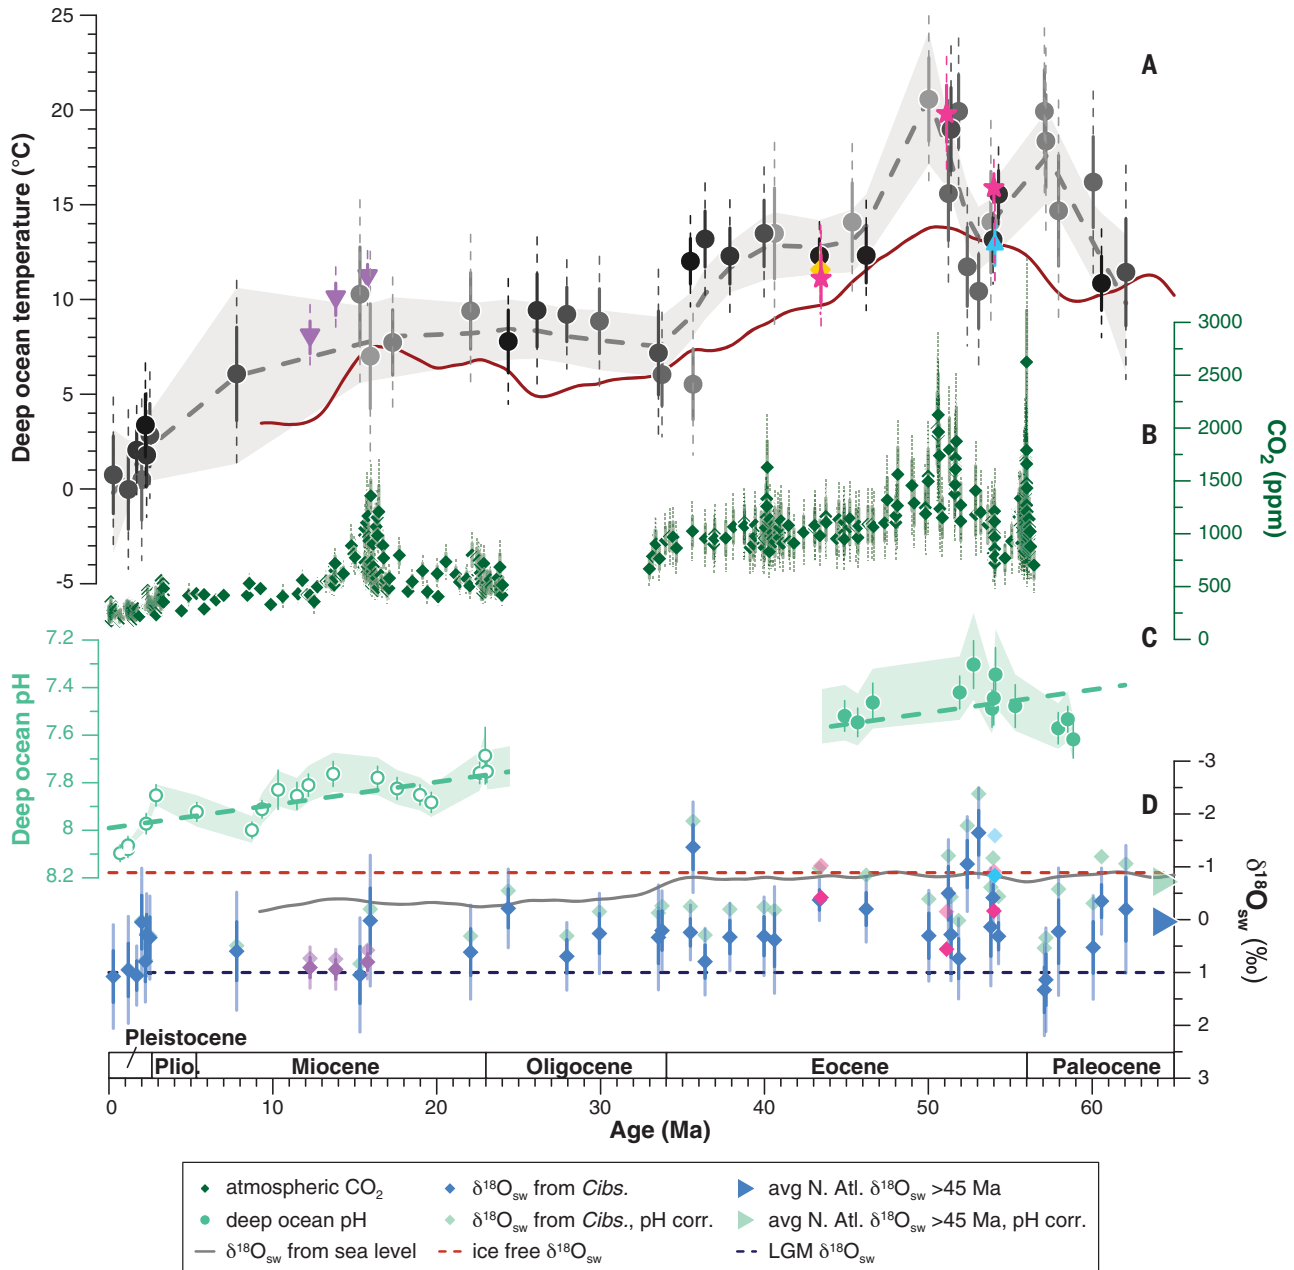 A
Deep ocean temperature (°C)
25
20
15
10
5
0
-5
B
CO2 (ppm)
3000
2500
2000
1500
1000
500
0
C
Deep ocean pH
7.2
7.4
7.6
7.8
8
8.2
D
δ18Osw (‰)
-3
-2
-1
0
1
2
3
Pleistocene
Plio.
Miocene
Oligocene
Eocene
Paleocene
0 10 20 30 40 50 60
Age (Ma)
atmospheric CO2
δ18Osw from Cibs.
avg N. Atl. δ18Osw >45 Ma
deep ocean pH
δ18Osw from Cibs., pH corr.
avg N. Atl. δ18Osw >45 Ma, pH corr.
δ18Osw from sea level
ice free δ18Osw
LGM δ18Osw